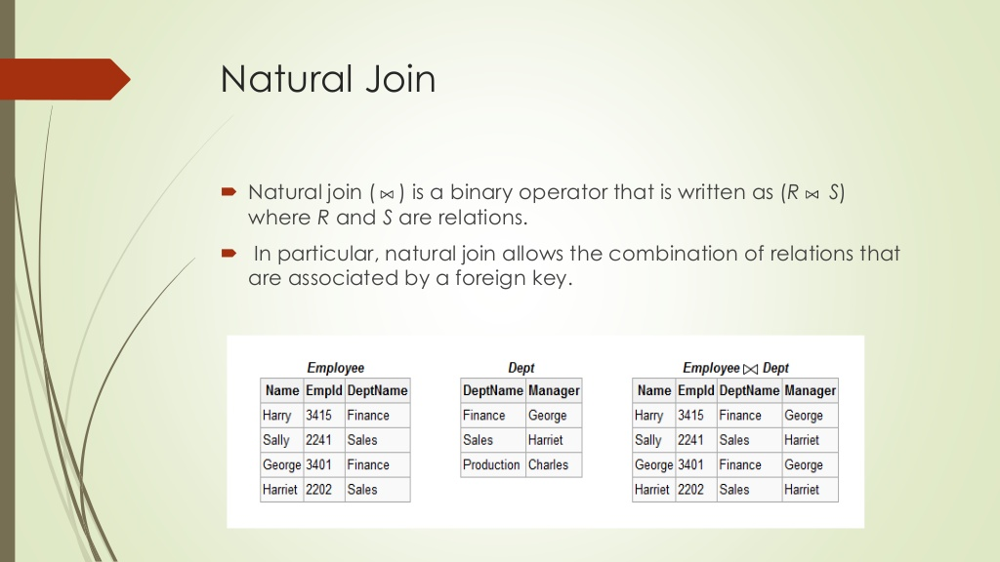 Natural Join
Natural join ( ⋈ ) is a binary operator that is written as (R ⋈ S)
where R and S are relations.
In particular, natural join allows the combination of relations that
are associated by a foreign key.
Employee
Name EmpId DeptName
Harry 3415 Finance
Sally 2241 Sales
George 3401 Finance
Harriet 2202 Sales
Dept
DeptName Manager
Finance George
Sales Harriet
Production Charles
Employee ⋈ Dept
Name EmpId DeptName Manager
Harry 3415 Finance George
Sally 2241 Sales Harriet
George 3401 Finance George
Harriet 2202 Sales Harriet